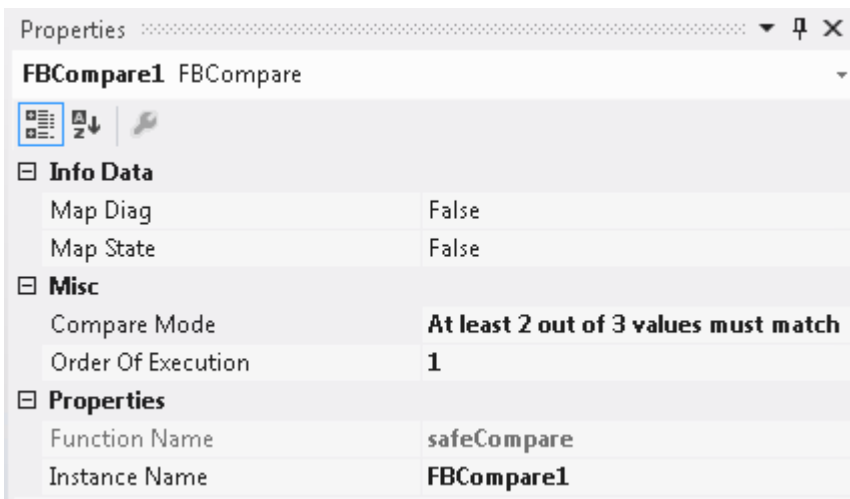 Properties
FBCompare1 FBCompare
Info Data
Map Diag False
Map State False
Misc
Compare Mode At least 2 out of 3 values must match
Order Of Execution 1
Properties
Function Name safeCompare
Instance Name FBCompare1